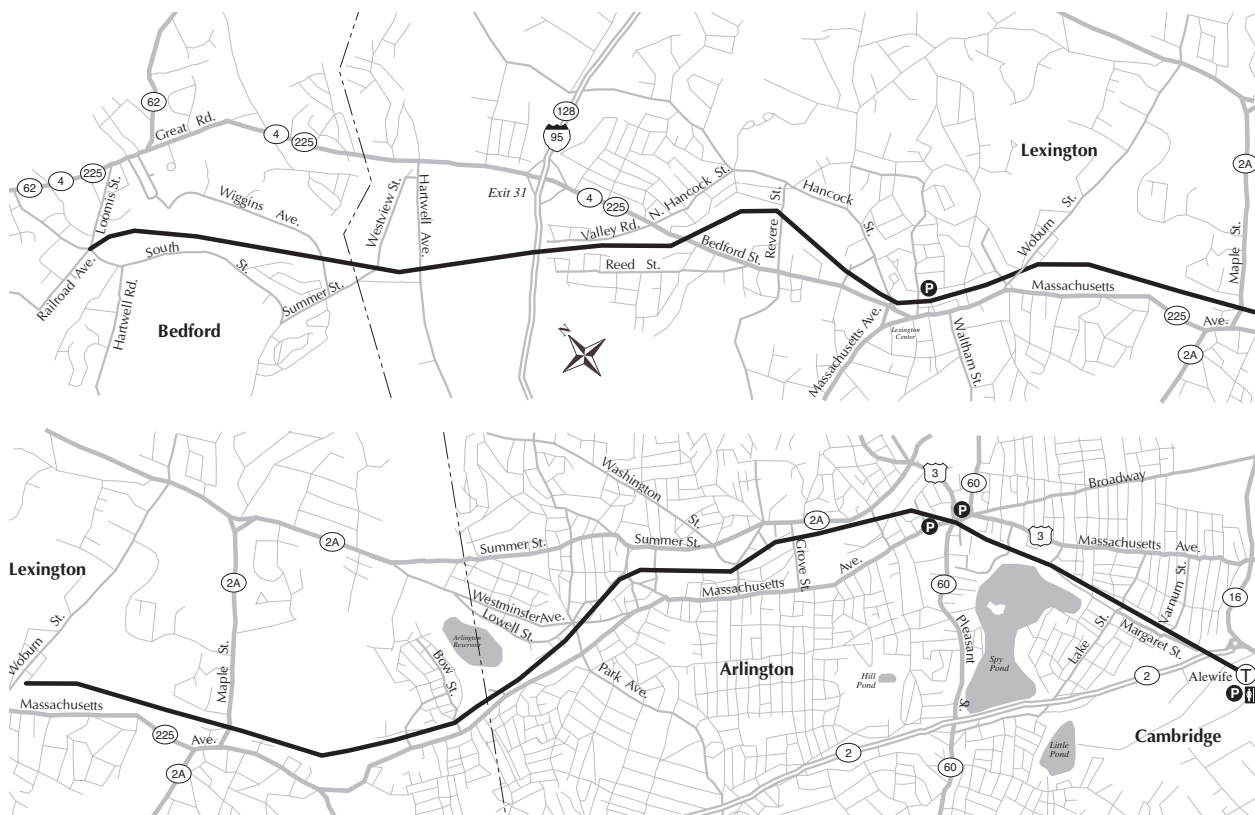 128
95
62
Great Rd.
4
225
Lexington
2A
62
4
225
Loomis St.
Wiggins Ave.
Westview St.
Hartwell Ave.
Exit 31
4
225
N. Hancock St.
Hancock St.
Revere St.
Woburn St.
Maple St.
Valley Rd.
Bedford St.
South St.
Reed St.
Railroad Ave.
Hartwell Rd.
Summer St.
P
Massachusetts Ave.
225
2A
Bedford
N
Massachusetts Ave.
Lexington
Center
Waltham St.
Washington St.
3
60
Broadway
P
P
2A
2A
Summer St.
Summer St.
3
Massachusetts Ave.
Grove St.
Massachusetts Ave.
Lexington
2A
Westminster Ave.
Lowell St.
60
Varnum St.
16
Woburn St.
Arlington
Reservoir
Pleasant St.
Lake St.
Margaret St.
Maple St.
Bow St.
Park Ave.
Arlington
Hill
Pond
Spy
Pond
2
Alewife
T
P
Massachusetts Ave.
225
2A
2
60
Little
Pond
Cambridge